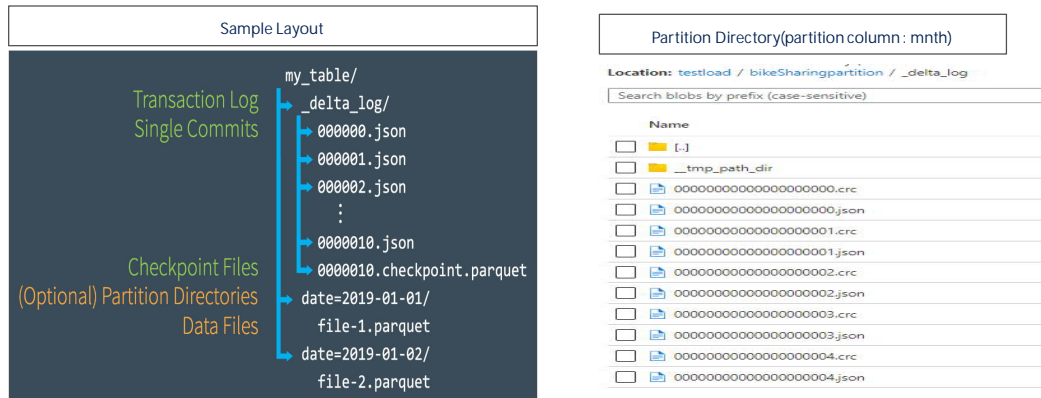 Sample Layout
my_table/
Transaction Log
_delta_log/
Single Commits
000000.json
000001.json
000002.json
⋮
0000010.json
Checkpoint Files
0000010.checkpoint.parquet
(Optional) Partition Directories
date=2019-01-01/
Data Files
file-1.parquet
date=2019-01-02/
file-2.parquet
Partition Directory(partition column : mnth)
Location: testload / bikeSharingpartition / _delta_log
Search blobs by prefix (case-sensitive)
Name
[..]
__tmp_path_dir
00000000000000000000.crc
00000000000000000000.json
00000000000000000001.crc
00000000000000000001.json
00000000000000000002.crc
00000000000000000002.json
00000000000000000003.crc
00000000000000000003.json
00000000000000000004.crc
00000000000000000004.json